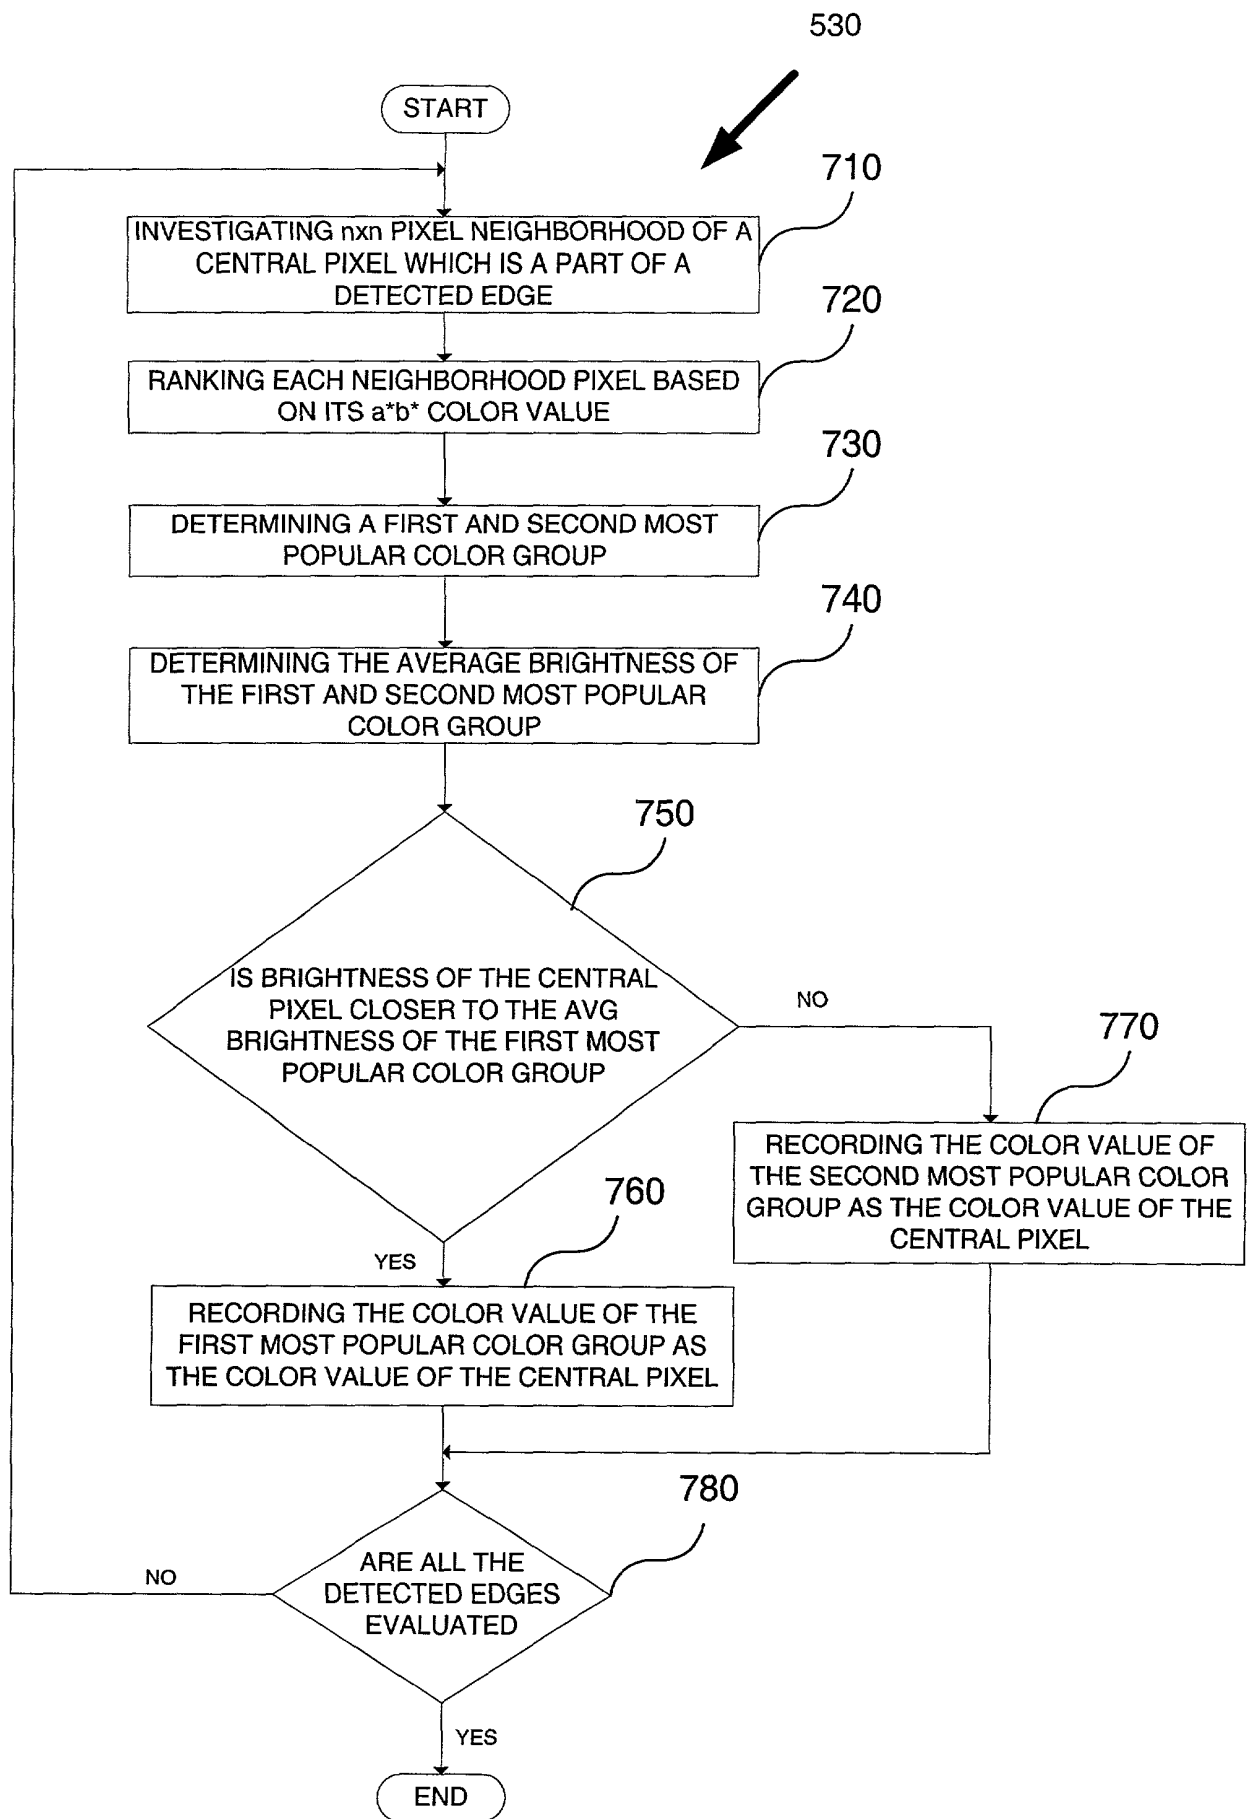 530
START
710
INVESTIGATING nxn PIXEL NEIGHBORHOOD OF A
CENTRAL PIXEL WHICH IS A PART OF A
DETECTED EDGE
720
RANKING EACH NEIGHBORHOOD PIXEL BASED
ON ITS a*b* COLOR VALUE
730
DETERMINING A FIRST AND SECOND MOST
POPULAR COLOR GROUP
740
DETERMINING THE AVERAGE BRIGHTNESS OF
THE FIRST AND SECOND MOST POPULAR
COLOR GROUP
750
IS BRIGHTNESS OF THE CENTRAL
PIXEL CLOSER TO THE AVG
BRIGHTNESS OF THE FIRST MOST
POPULAR COLOR GROUP
NO
770
RECORDING THE COLOR VALUE OF
THE SECOND MOST POPULAR COLOR
GROUP AS THE COLOR VALUE OF THE
CENTRAL PIXEL
760
YES
RECORDING THE COLOR VALUE OF THE
FIRST MOST POPULAR COLOR GROUP AS
THE COLOR VALUE OF THE CENTRAL PIXEL
780
ARE ALL THE
DETECTED EDGES
EVALUATED
NO
YES
END